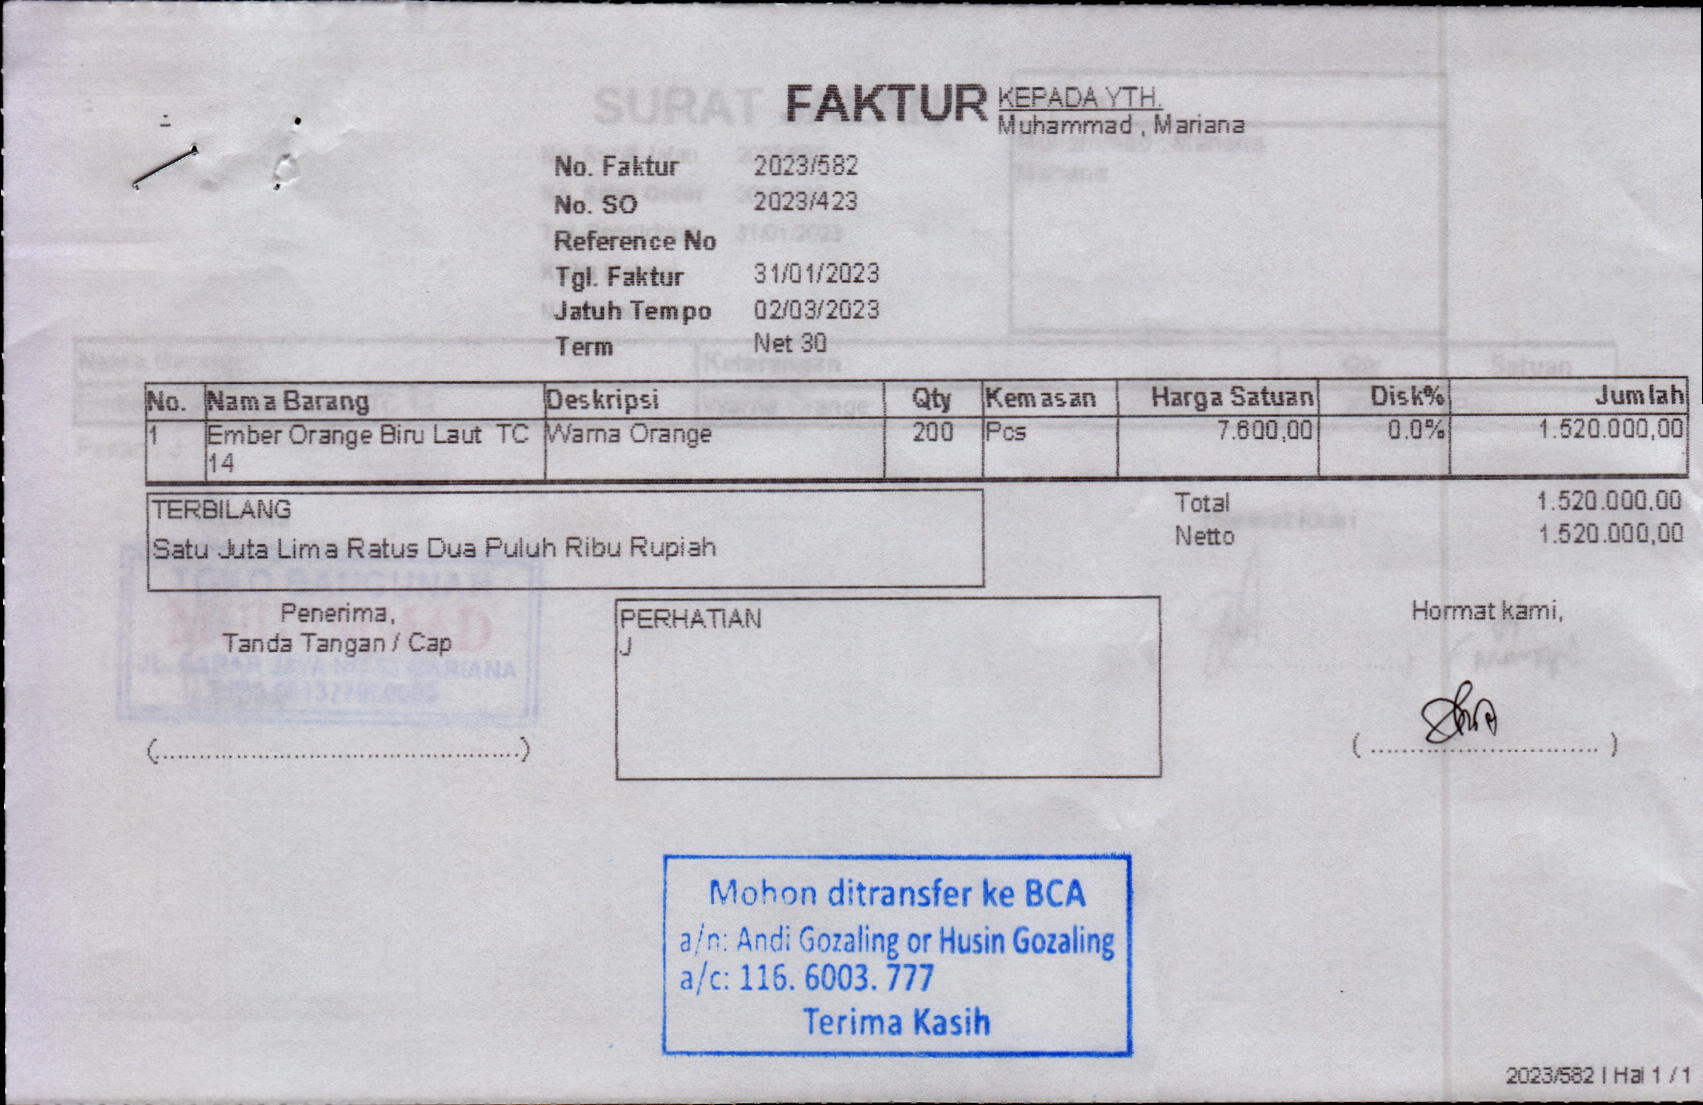 FAKTUR
KEPADA YTH.
Muhammad , Mariana
No. Faktur 2023/582
No. SO 2023/423
Reference No
Tgl. Faktur 31/01/2023
Jatuh Tempo 02/03/2023
Term Net 30
No. Nama Barang Deskripsi Qty Kemasan Harga Satuan Disk% Jumlah
1 Ember Orange Biru Laut TC Warna Orange 200 Pcs 7.600,00 0.0% 1.520.000,00
14
TERBILANG
Satu Juta Lima Ratus Dua Puluh Ribu Rupiah
Total 1.520.000,00
Netto 1.520.000,00
Penerima,
Tanda Tangan / Cap
(............................................)
PERHATIAN
J
Hormat kami,
( ........................... )
Mohon ditransfer ke BCA
a/n: Andi Gozaling or Husin Gozaling
a/c: 116. 6003. 777
Terima Kasih
2023/582 | Hal 1 / 1